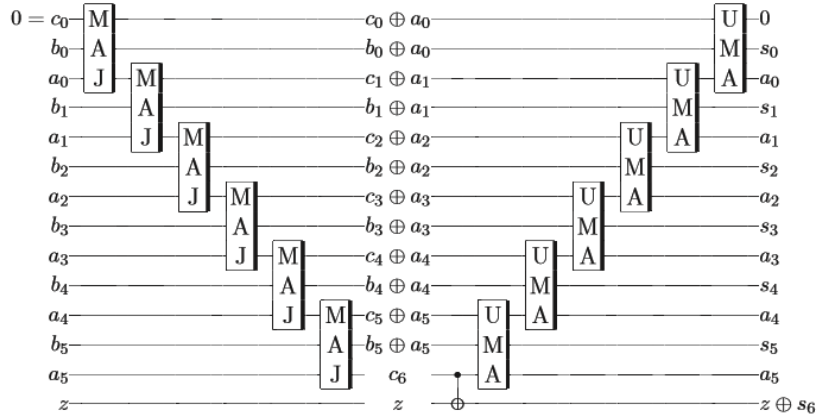 0 = c₀ M c₀ ⊕ a₀ U 0
b₀ A b₀ ⊕ a₀ M s₀
a₀ J M c₁ ⊕ a₁ U A a₀
b₁ A b₁ ⊕ a₁ M s₁
a₁ J M c₂ ⊕ a₂ U A a₁
b₂ A b₂ ⊕ a₂ M s₂
a₂ J M c₃ ⊕ a₃ U A a₂
b₃ A b₃ ⊕ a₃ M s₃
a₃ J M c₄ ⊕ a₄ U A a₃
b₄ A b₄ ⊕ a₄ M s₄
a₄ J M c₅ ⊕ a₅ U A a₄
b₅ A b₅ ⊕ a₅ M s₅
a₅ J c₆ A a₅
z z z ⊕ s₆